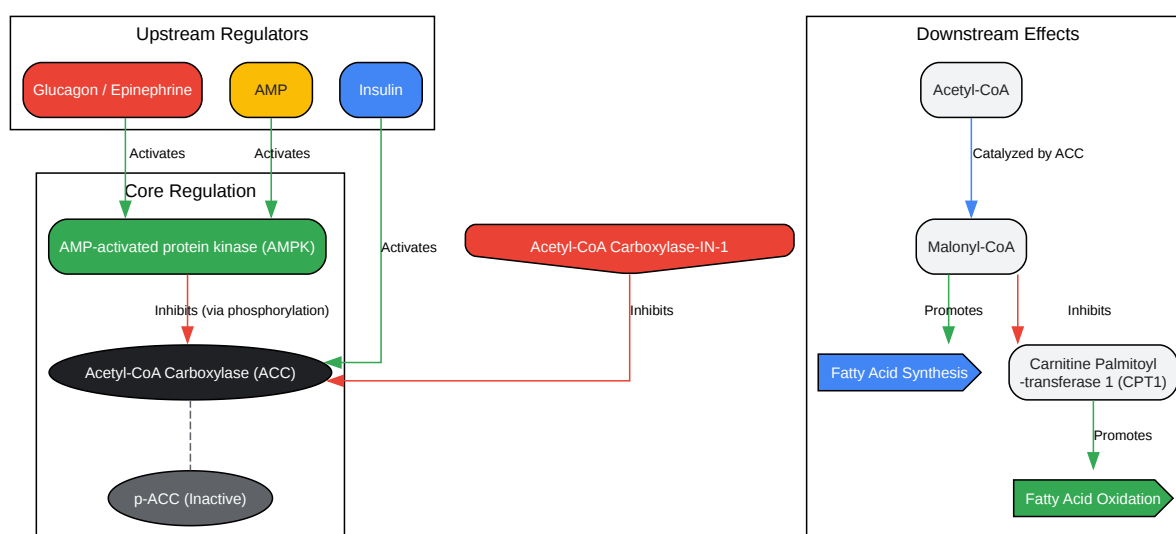 Upstream Regulators
Glucagon / Epinephrine
AMP
Insulin
Activates
Activates
Core Regulation
AMP-activated protein kinase (AMPK)
Activates
Inhibits (via phosphorylation)
Acetyl-CoA Carboxylase (ACC)
p-ACC (Inactive)
Acetyl-CoA Carboxylase-IN-1
Inhibits
Downstream Effects
Acetyl-CoA
Catalyzed by ACC
Malonyl-CoA
Promotes
Inhibits
Fatty Acid Synthesis
Carnitine Palmitoyl
-transferase 1 (CPT1)
Promotes
Fatty Acid Oxidation